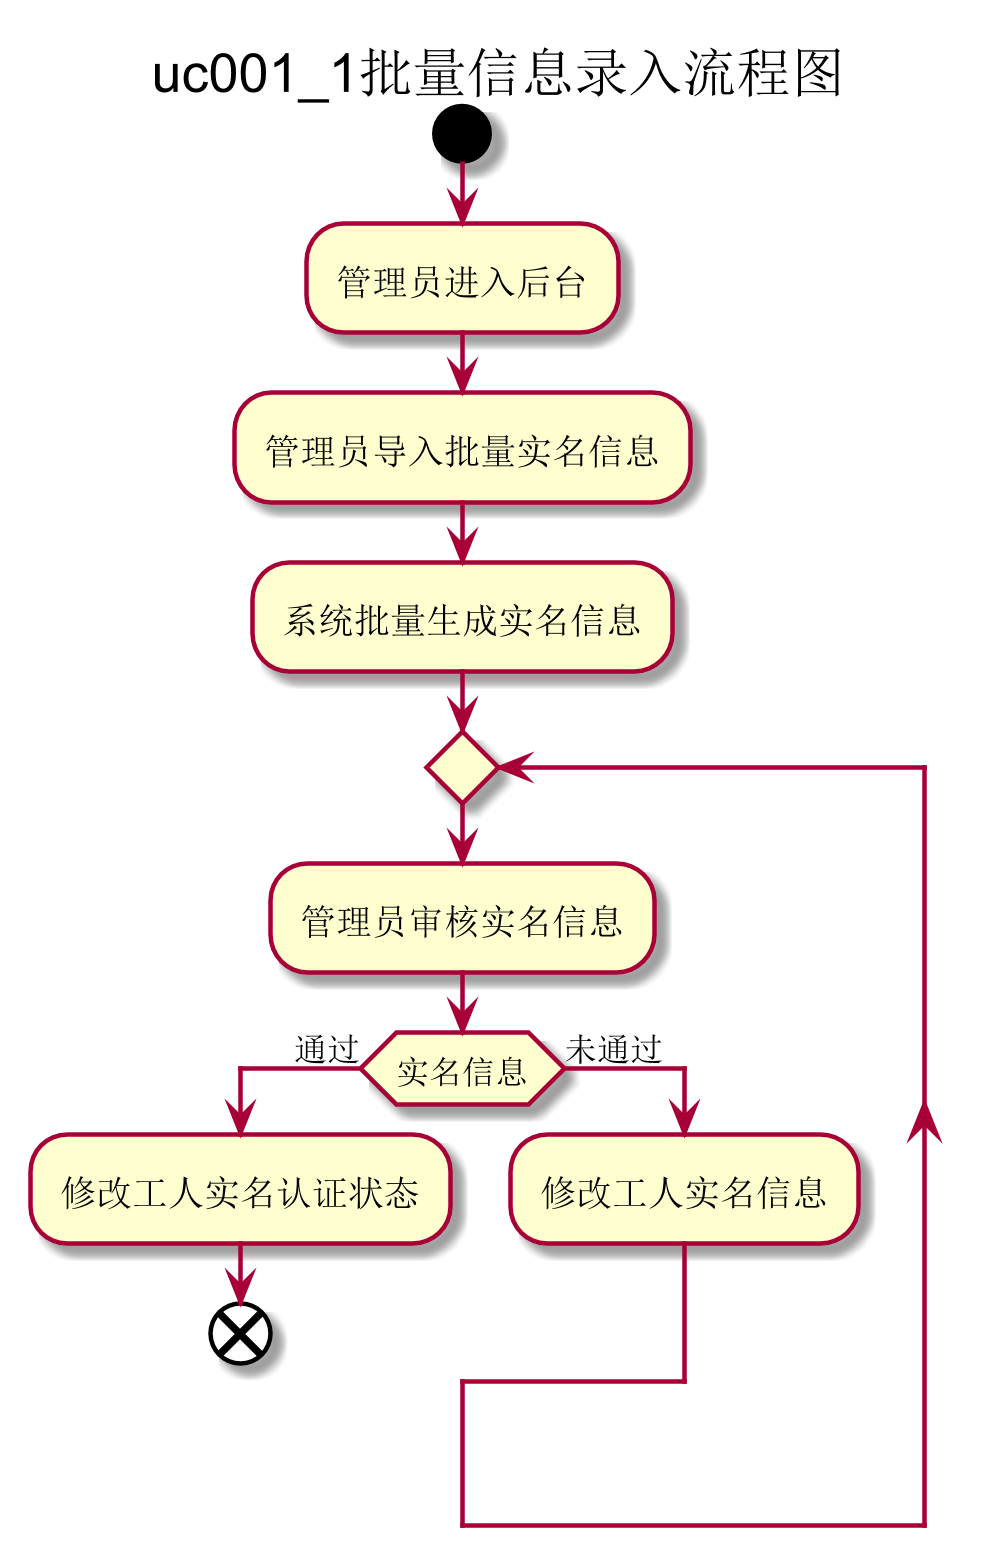 uc001_1批量信息录入流程图
管理员进入后台
管理员导入批量实名信息
系统批量生成实名信息
管理员审核实名信息
通过
实名信息
未通过
修改工人实名认证状态
修改工人实名信息